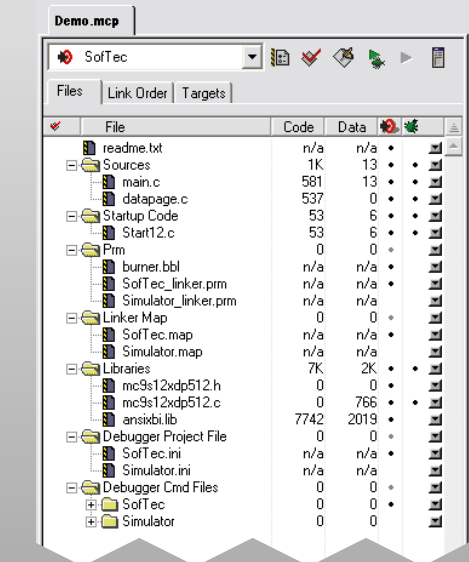 Demo.mcp
SofTec
Files Link Order Targets
File Code Data
readme.txt n/a n/a
Sources 1K 13
main.c 581 13
datapage.c 537 0
Startup Code 53 6
Start12.c 53 6
Prm 0 0
burner.bbl n/a n/a
SofTec_linker.prm n/a n/a
Simulator_linker.prm n/a n/a
Linker Map 0 0
SofTec.map n/a n/a
Simulator.map n/a n/a
Libraries 7K 2K
mc9s12xdp512.h 0 0
mc9s12xdp512.c 0 766
ansixbi.lib 7742 2019
Debugger Project File 0 0
SofTec.ini n/a n/a
Simulator.ini n/a n/a
Debugger Cmd Files 0 0
SofTec 0 0
Simulator 0 0